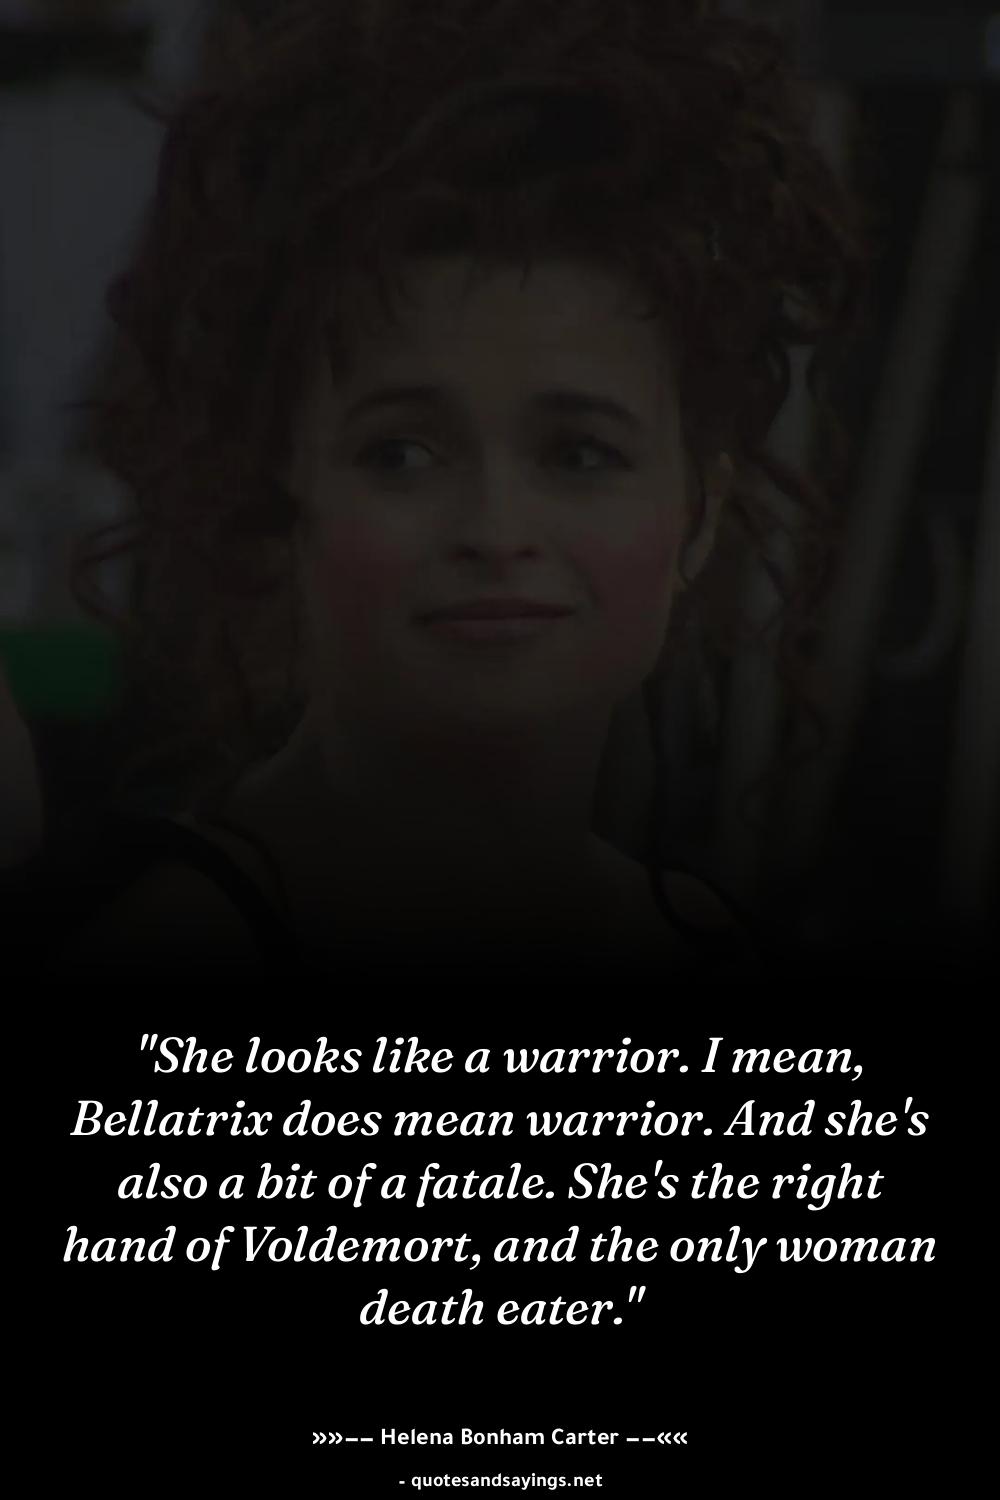 "She looks like a warrior. I mean,
Bellatrix does mean warrior. And she's
also a bit of a fatale. She's the right
hand of Voldemort, and the only woman
death eater."
»»−− Helena Bonham Carter −−««
- quotesandsayings.net